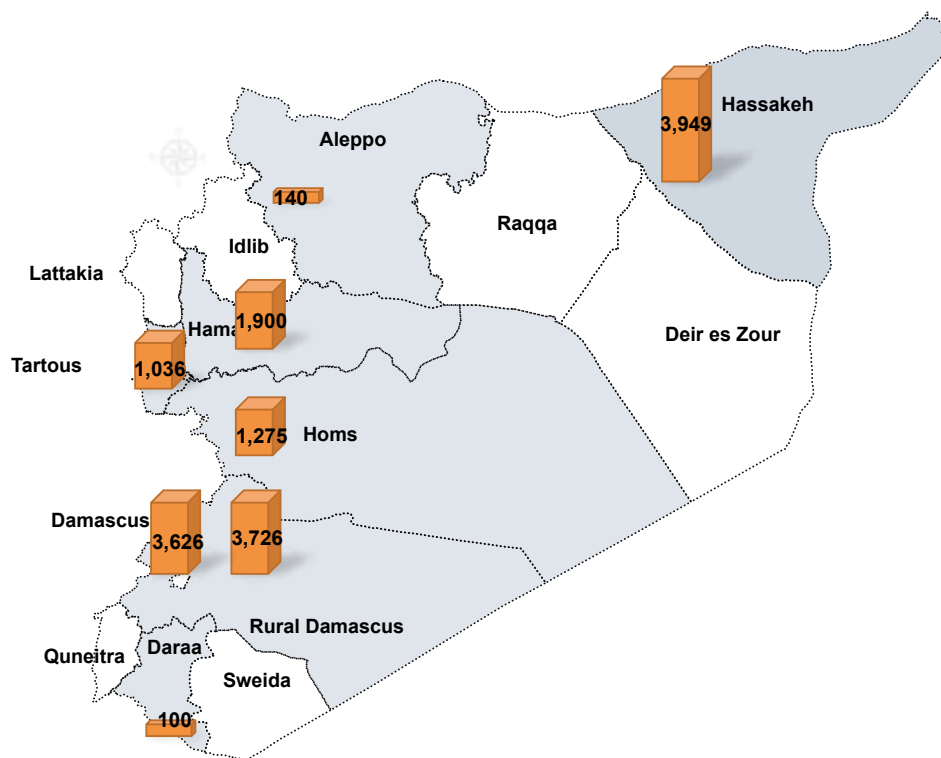 Hassakeh
3,949
Aleppo
140
Raqqa
Idlib
Lattakia
1,900
Hama
Deir es Zour
1,036
Tartous
1,275
Homs
Damascus
3,626
3,726
Rural Damascus
Daraa
Quneitra
Sweida
100